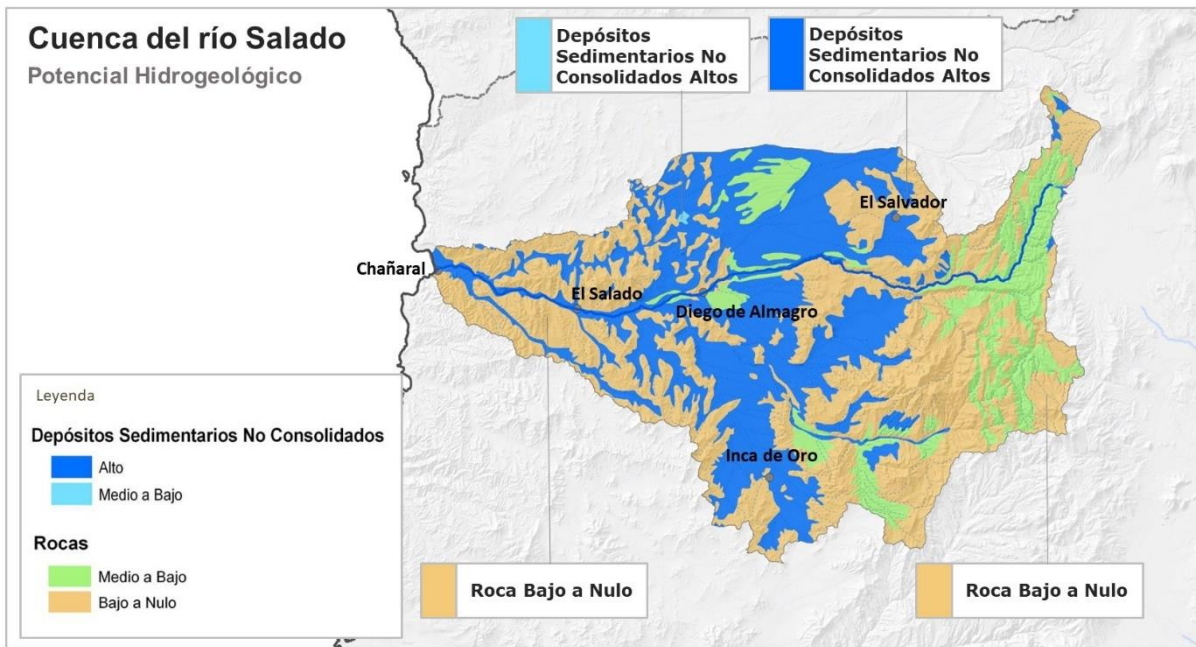 Cuenca del río Salado
Potencial Hidrogeológico
Depósitos
Sedimentarios No
Consolidados Altos
Depósitos
Sedimentarios No
Consolidados Altos
El Salvador
Chañaral
El Salado
Diego de Almagro
Inca de Oro
Leyenda
Depósitos Sedimentarios No Consolidados
Alto
Medio a Bajo
Rocas
Medio a Bajo
Bajo a Nulo
Roca Bajo a Nulo
Roca Bajo a Nulo